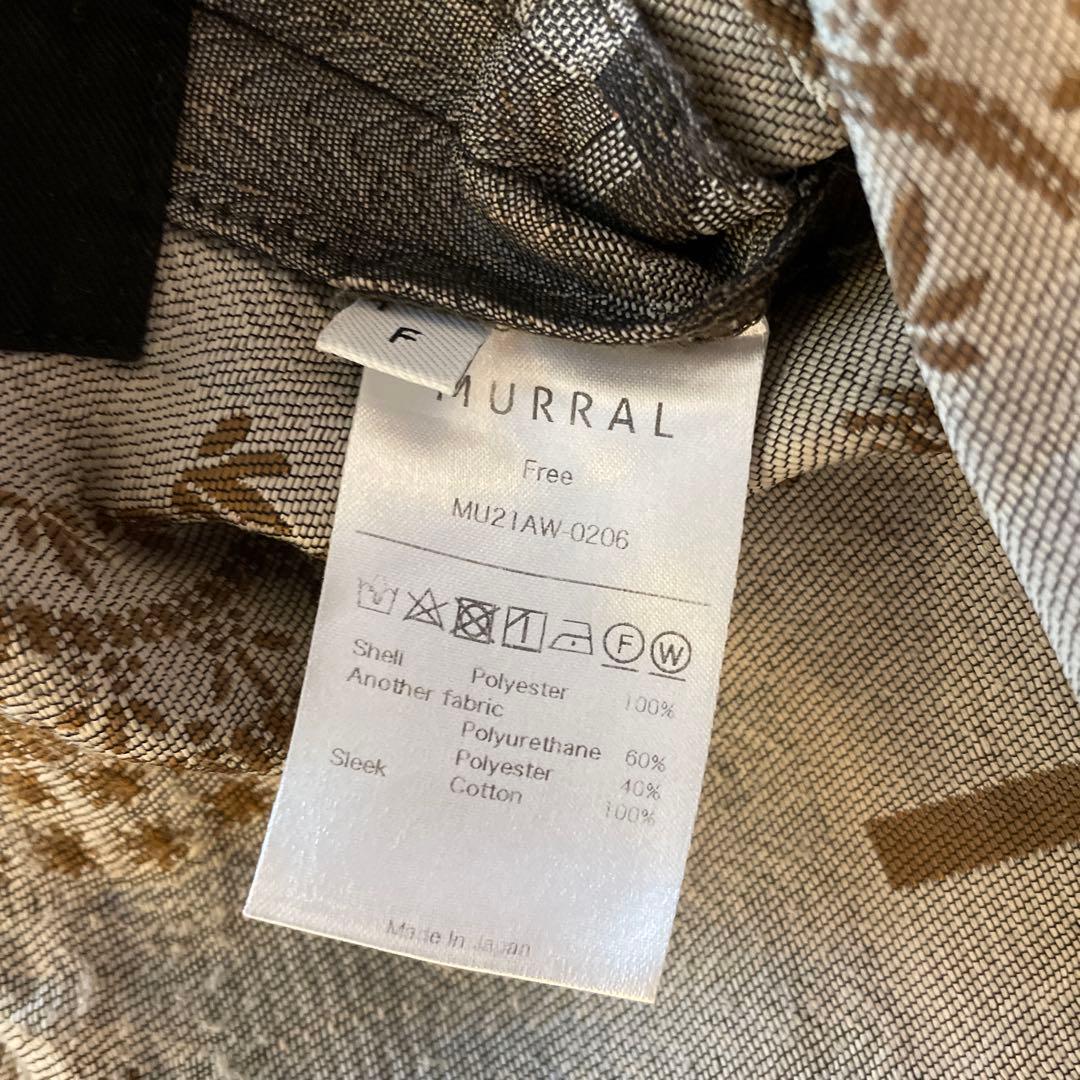 F
MURRAL
Free
MU21AW-0206
F W
Shell Polyester 100%
Another fabric
Polyurethane 60%
Polyester 40%
Sleek Cotton 100%
Made In Japan